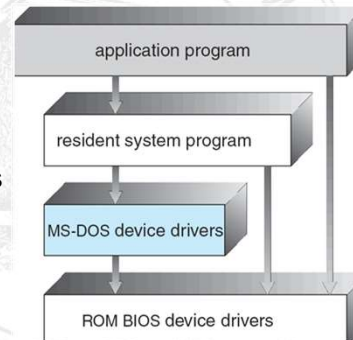 application program
resident system program
s
MS-DOS device drivers
ROM BIOS device drivers